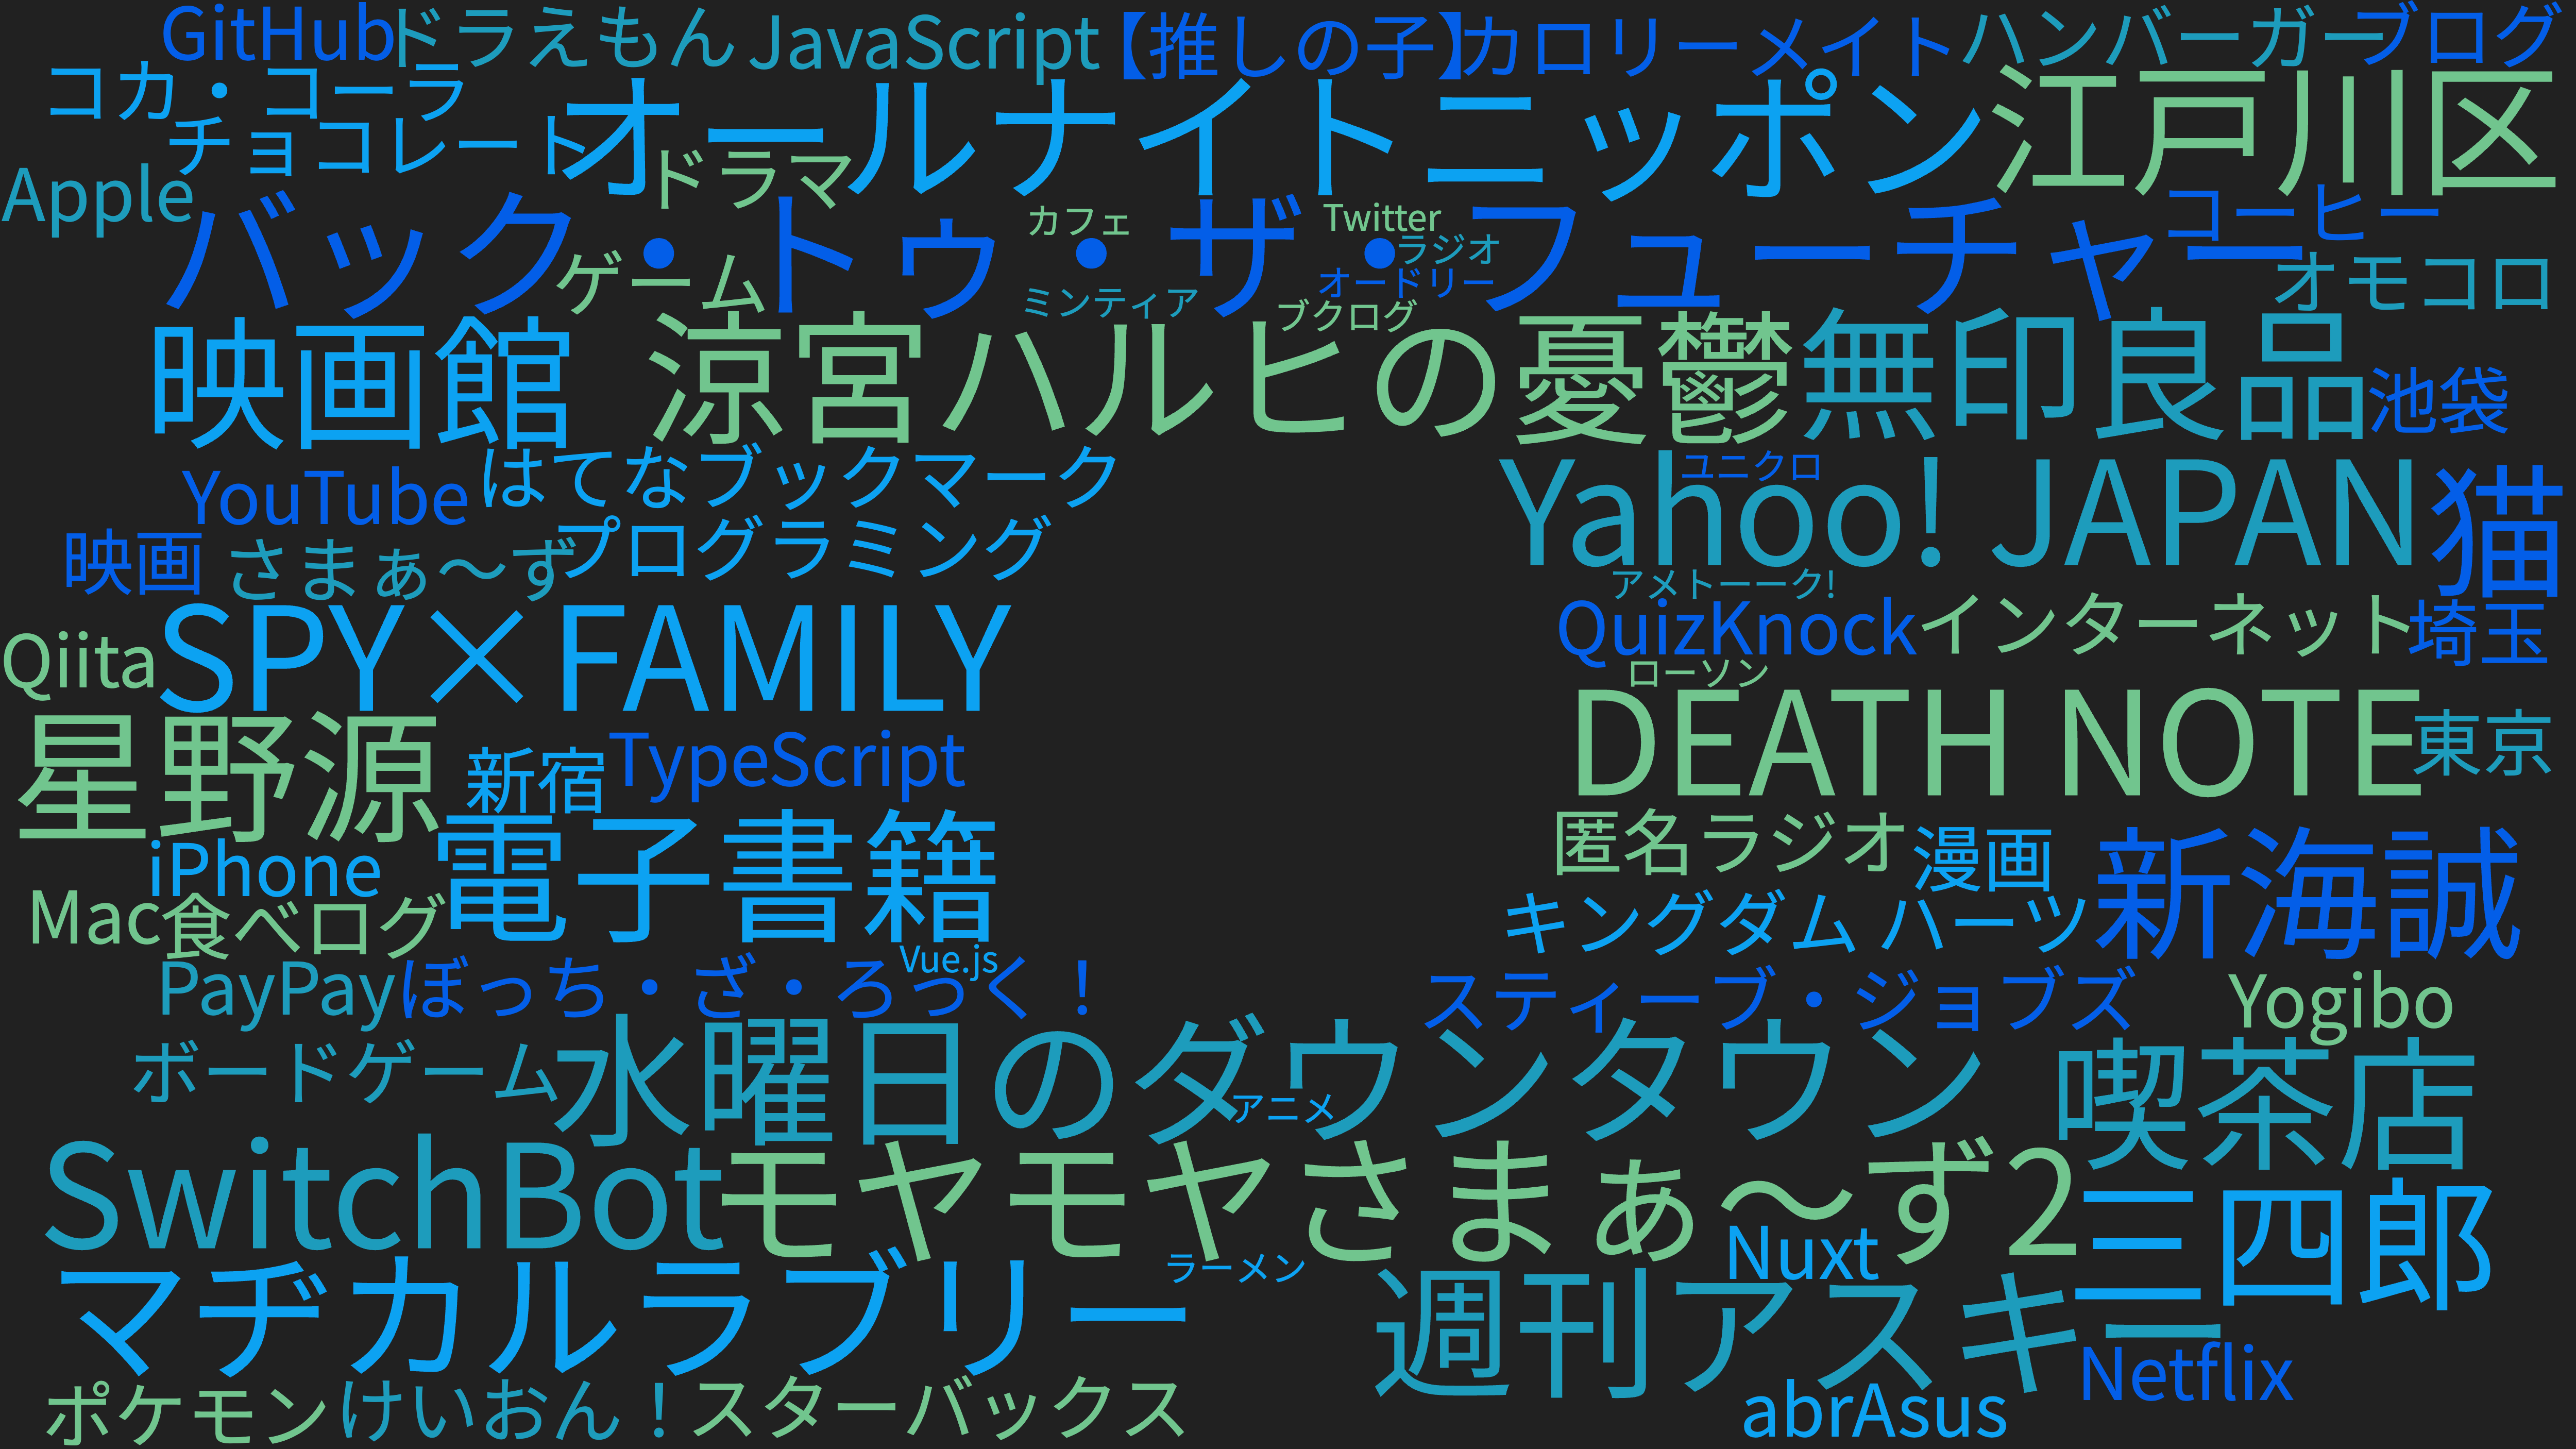 GitHub
ドラえもん
JavaScript
【推しの子】
カロリーメイト
ハンバーガー
ブログ
コカ・コーラ
チョコレート
オールナイトニッポン
江戸川区
Apple
ドラマ
バック・トゥ・ザ・フューチャー
カフェ
Twitter
ラジオ
コーヒー
ゲーム
ミンティア
オードリー
ブクログ
オモコロ
映画館
涼宮ハルヒの憂鬱
無印良品
池袋
YouTube
はてなブックマーク
ユニクロ
Yahoo! JAPAN
猫
映画
さまぁ〜ず
プログラミング
アメトーーク!
QuizKnock
インターネット
埼玉
Qiita
SPY×FAMILY
ローソン
DEATH NOTE
東京
星野源
新宿
TypeScript
匿名ラジオ
漫画
新海誠
iPhone
電子書籍
Mac
食べログ
キングダム ハーツ
Vue.js
PayPay
ぼっち・ざ・ろっく！
スティーブ・ジョブズ
Yogibo
ボードゲーム
水曜日のダウンタウン
アニメ
喫茶店
SwitchBot
モヤモヤさまぁ〜ず2
三四郎
Nuxt
マヂカルラブリー
ラーメン
週刊アスキー
Netflix
ポケモン
けいおん！
スターバックス
abrAsus